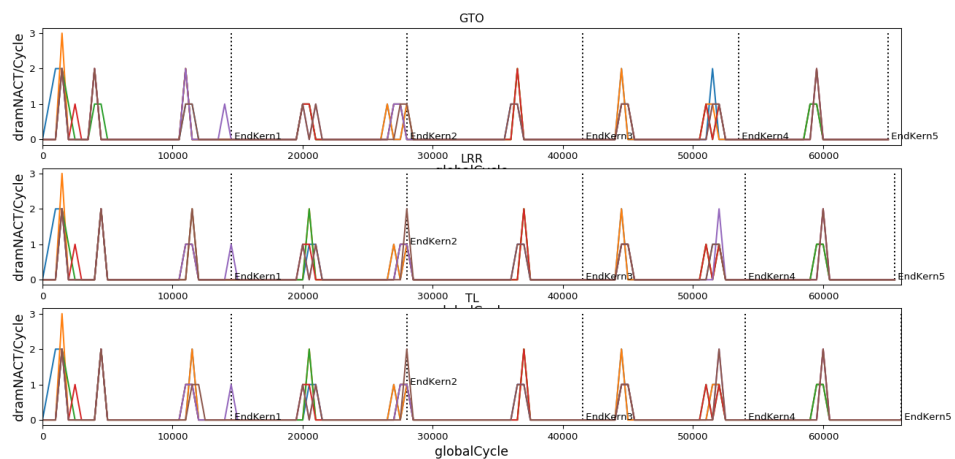 GTO
dramNACT/Cycle
3
2
1
0
EndKern1
EndKern2
EndKern3
EndKern4
EndKern5
0 10000 20000 30000 40000 50000 60000
globalCycle
LRR
dramNACT/Cycle
3
2
1
0
EndKern1
EndKern2
EndKern3
EndKern4
EndKern5
0 10000 20000 30000 40000 50000 60000
TL
dramNACT/Cycle
3
2
1
0
EndKern1
EndKern2
EndKern3
EndKern4
EndKern5
0 10000 20000 30000 40000 50000 60000
globalCycle